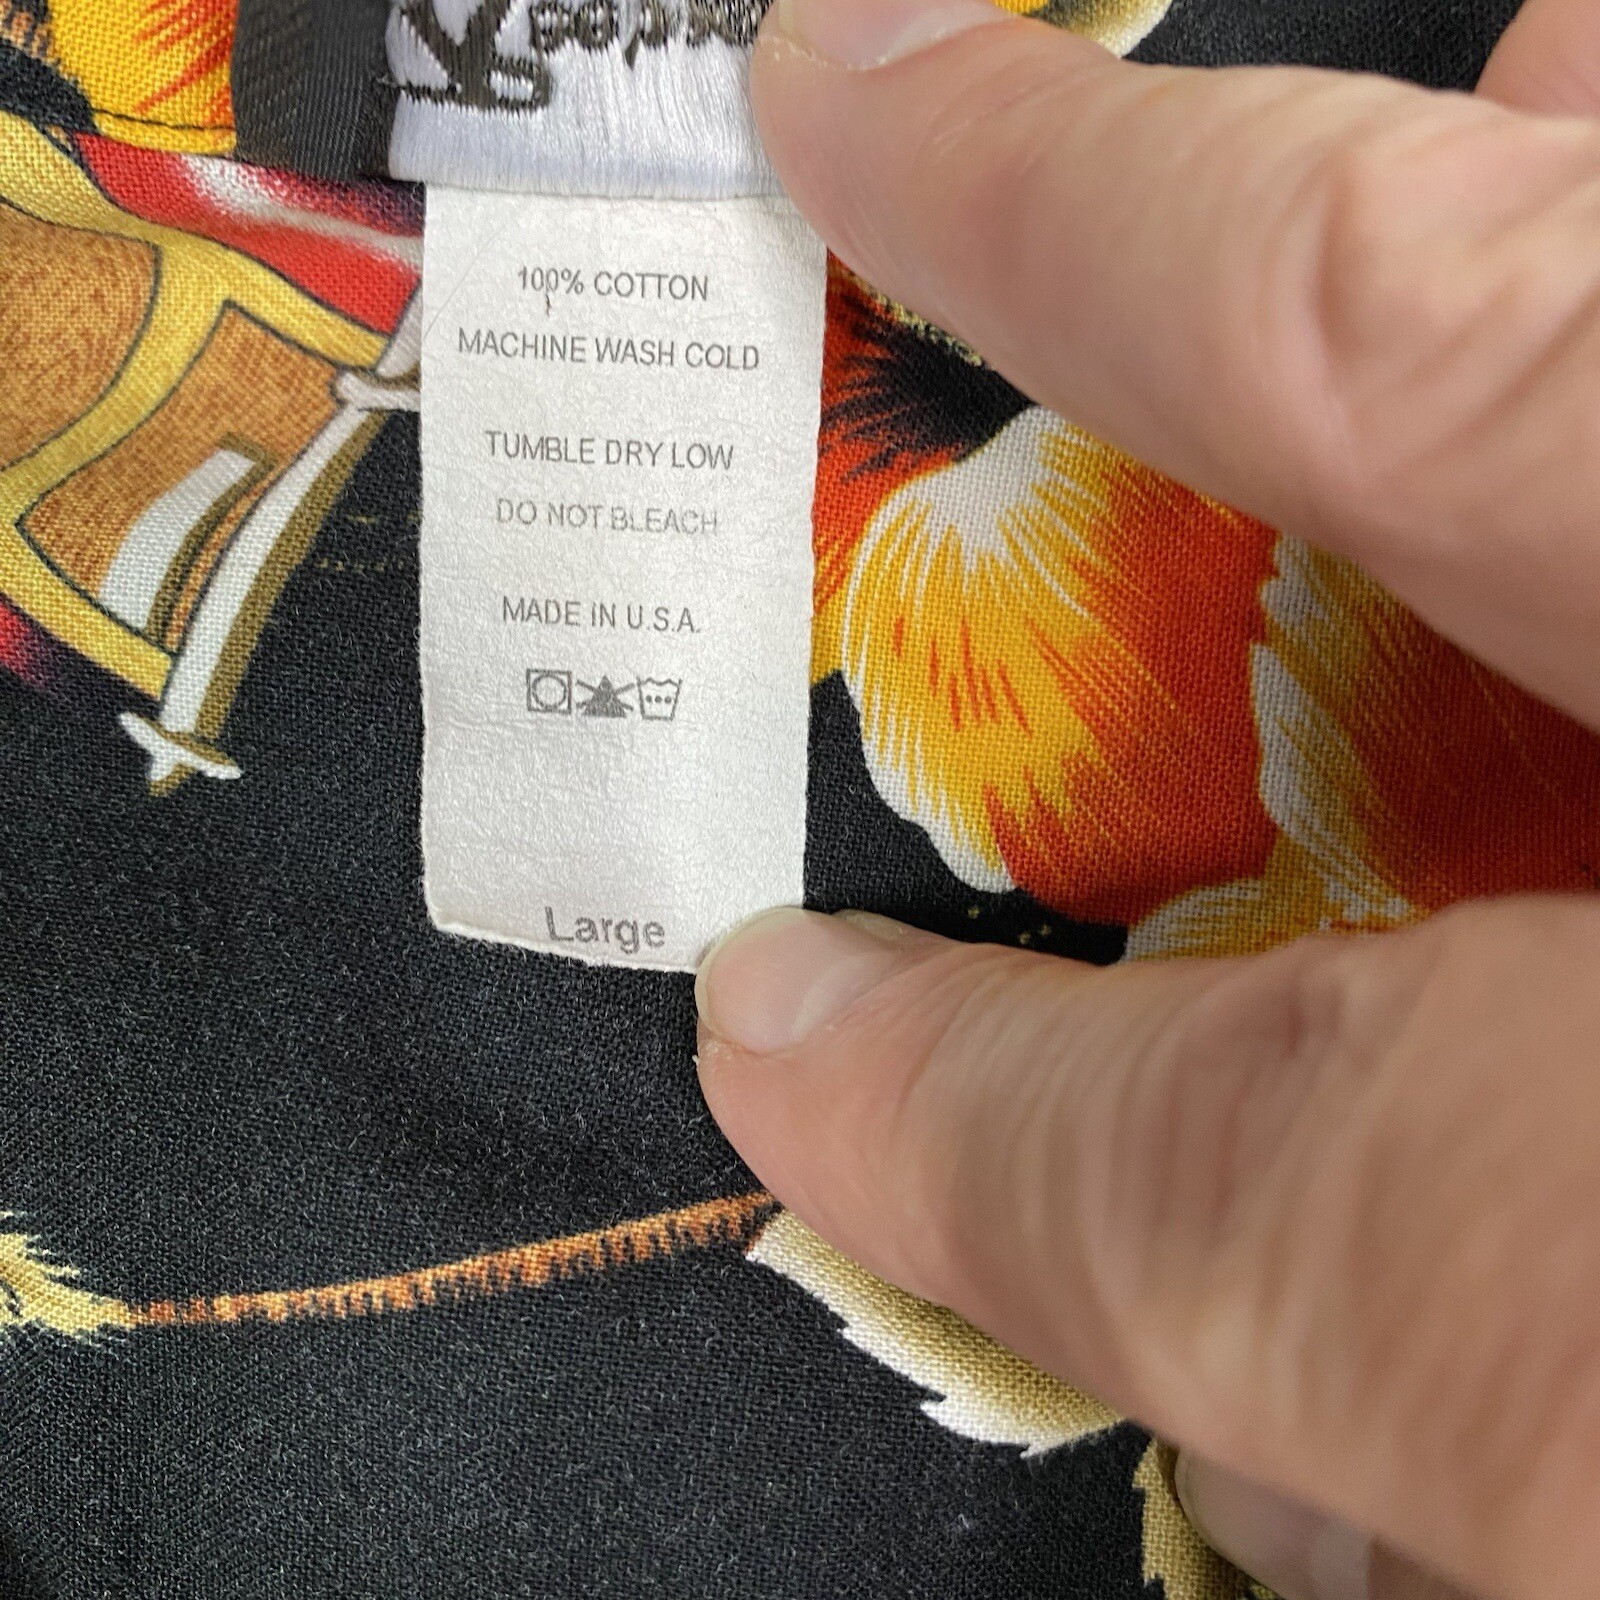 100% COTTON
MACHINE WASH COLD
TUMBLE DRY LOW
DO NOT BLEACH
MADE IN U.S.A.
Large